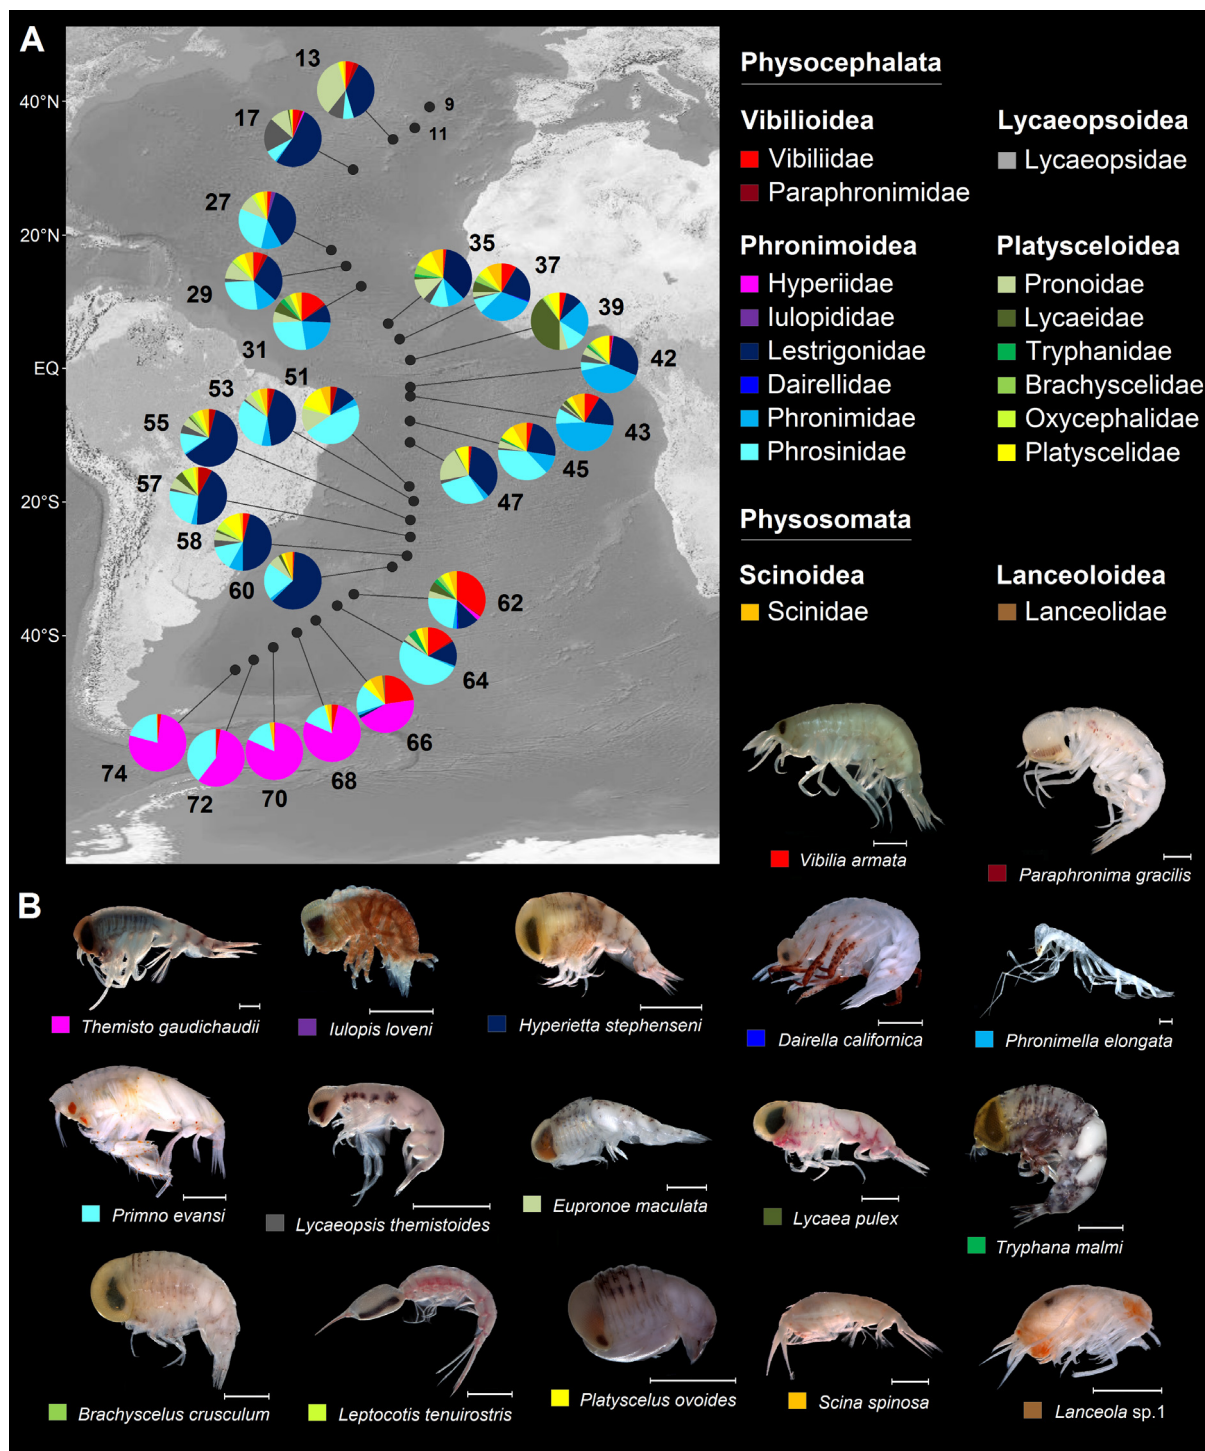 A
13
9
11
17
40°N
27
20°N
35
37
29
39
31
42
EQ
51
53
55
43
45
47
57
20°S
58
60
62
40°S
64
66
68
74
70
72
Physocephalata
Vibilioidea
Vibiliidae
Paraphronimidae
Lycaeopsoidea
Lycaeopsidae
Phronimoidea
Hyperiidae
Iulopididae
Lestrigonidae
Dairellidae
Phronimidae
Phrosinidae
Platysceloidea
Pronoidae
Lycaeidae
Tryphanidae
Brachyscelidae
Oxycephalidae
Platyscelidae
Physosomata
Scinoidea
Scinidae
Lanceoloidea
Lanceolidae
Vibilia armata
Paraphronima gracilis
B
Themisto gaudichaudii
Iulopis loveni
Hyperietta stephenseni
Dairella californica
Phronimella elongata
Primno evansi
Lycaeopsis themistoides
Eupronoe maculata
Lycaea pulex
Tryphana malmi
Brachyscelus crusculum
Leptocotis tenuirostris
Platyscelus ovoides
Scina spinosa
Lanceola sp.1